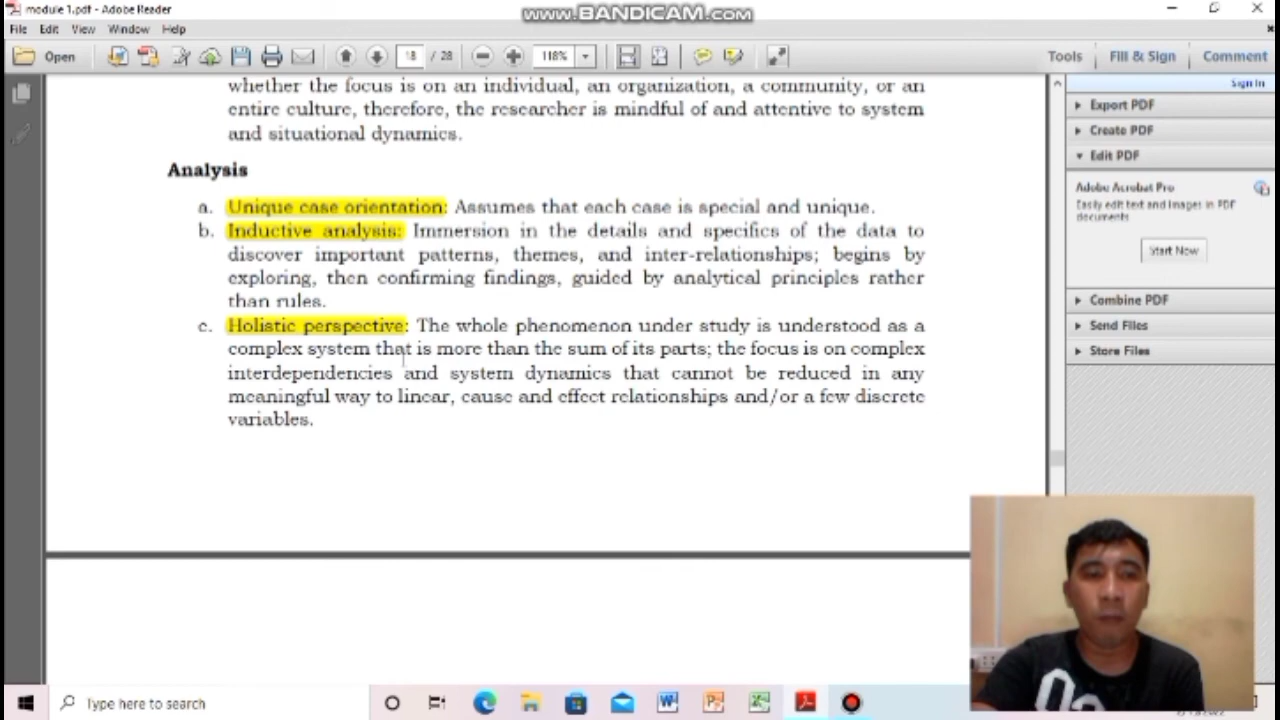 module 1.pdf - Adobe Reader
www.BANDICAM.com
File Edit View Window Help
Open
18 / 28
118%
Tools Fill & Sign Comment
Sign In
whether the focus is on an individual, an organization, a community, or an
entire culture, therefore, the researcher is mindful of and attentive to system
and situational dynamics.
Analysis
a. Unique case orientation: Assumes that each case is special and unique.
b. Inductive analysis: Immersion in the details and specifics of the data to
discover important patterns, themes, and inter-relationships; begins by
exploring, then confirming findings, guided by analytical principles rather
than rules.
c. Holistic perspective: The whole phenomenon under study is understood as a
complex system that is more than the sum of its parts; the focus is on complex
interdependencies and system dynamics that cannot be reduced in any
meaningful way to linear, cause and effect relationships and/or a few discrete
variables.
Export PDF
Create PDF
Edit PDF
Adobe Acrobat Pro
Easily edit text and images in PDF
documents
Start Now
Combine PDF
Send Files
Store Files
Type here to search